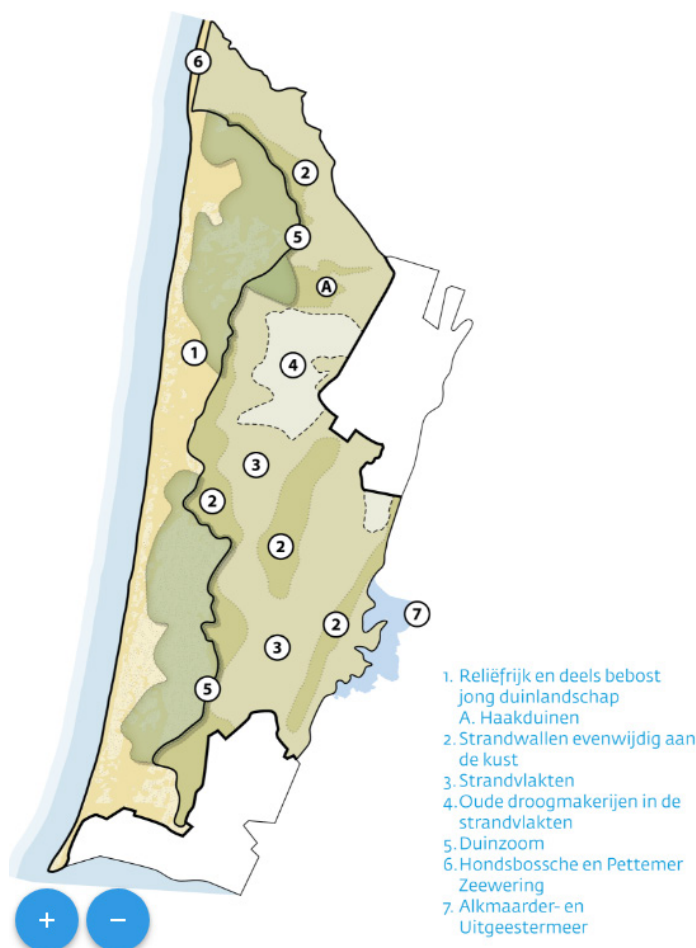 6
2
5
A
1
4
3
2
2
7
2
3
5
1. Reliëfrijk en deels bebost
jong duinlandschap
A. Haakduinen
2. Strandwallen evenwijdig aan
de kust
3. Strandvlakten
4. Oude droogmakerijen in de
strandvlakten
5. Duinzoom
6. Hondsbossche en Pettemer
Zeewering
7. Alkmaarder- en
Uitgeestermeer
+ −